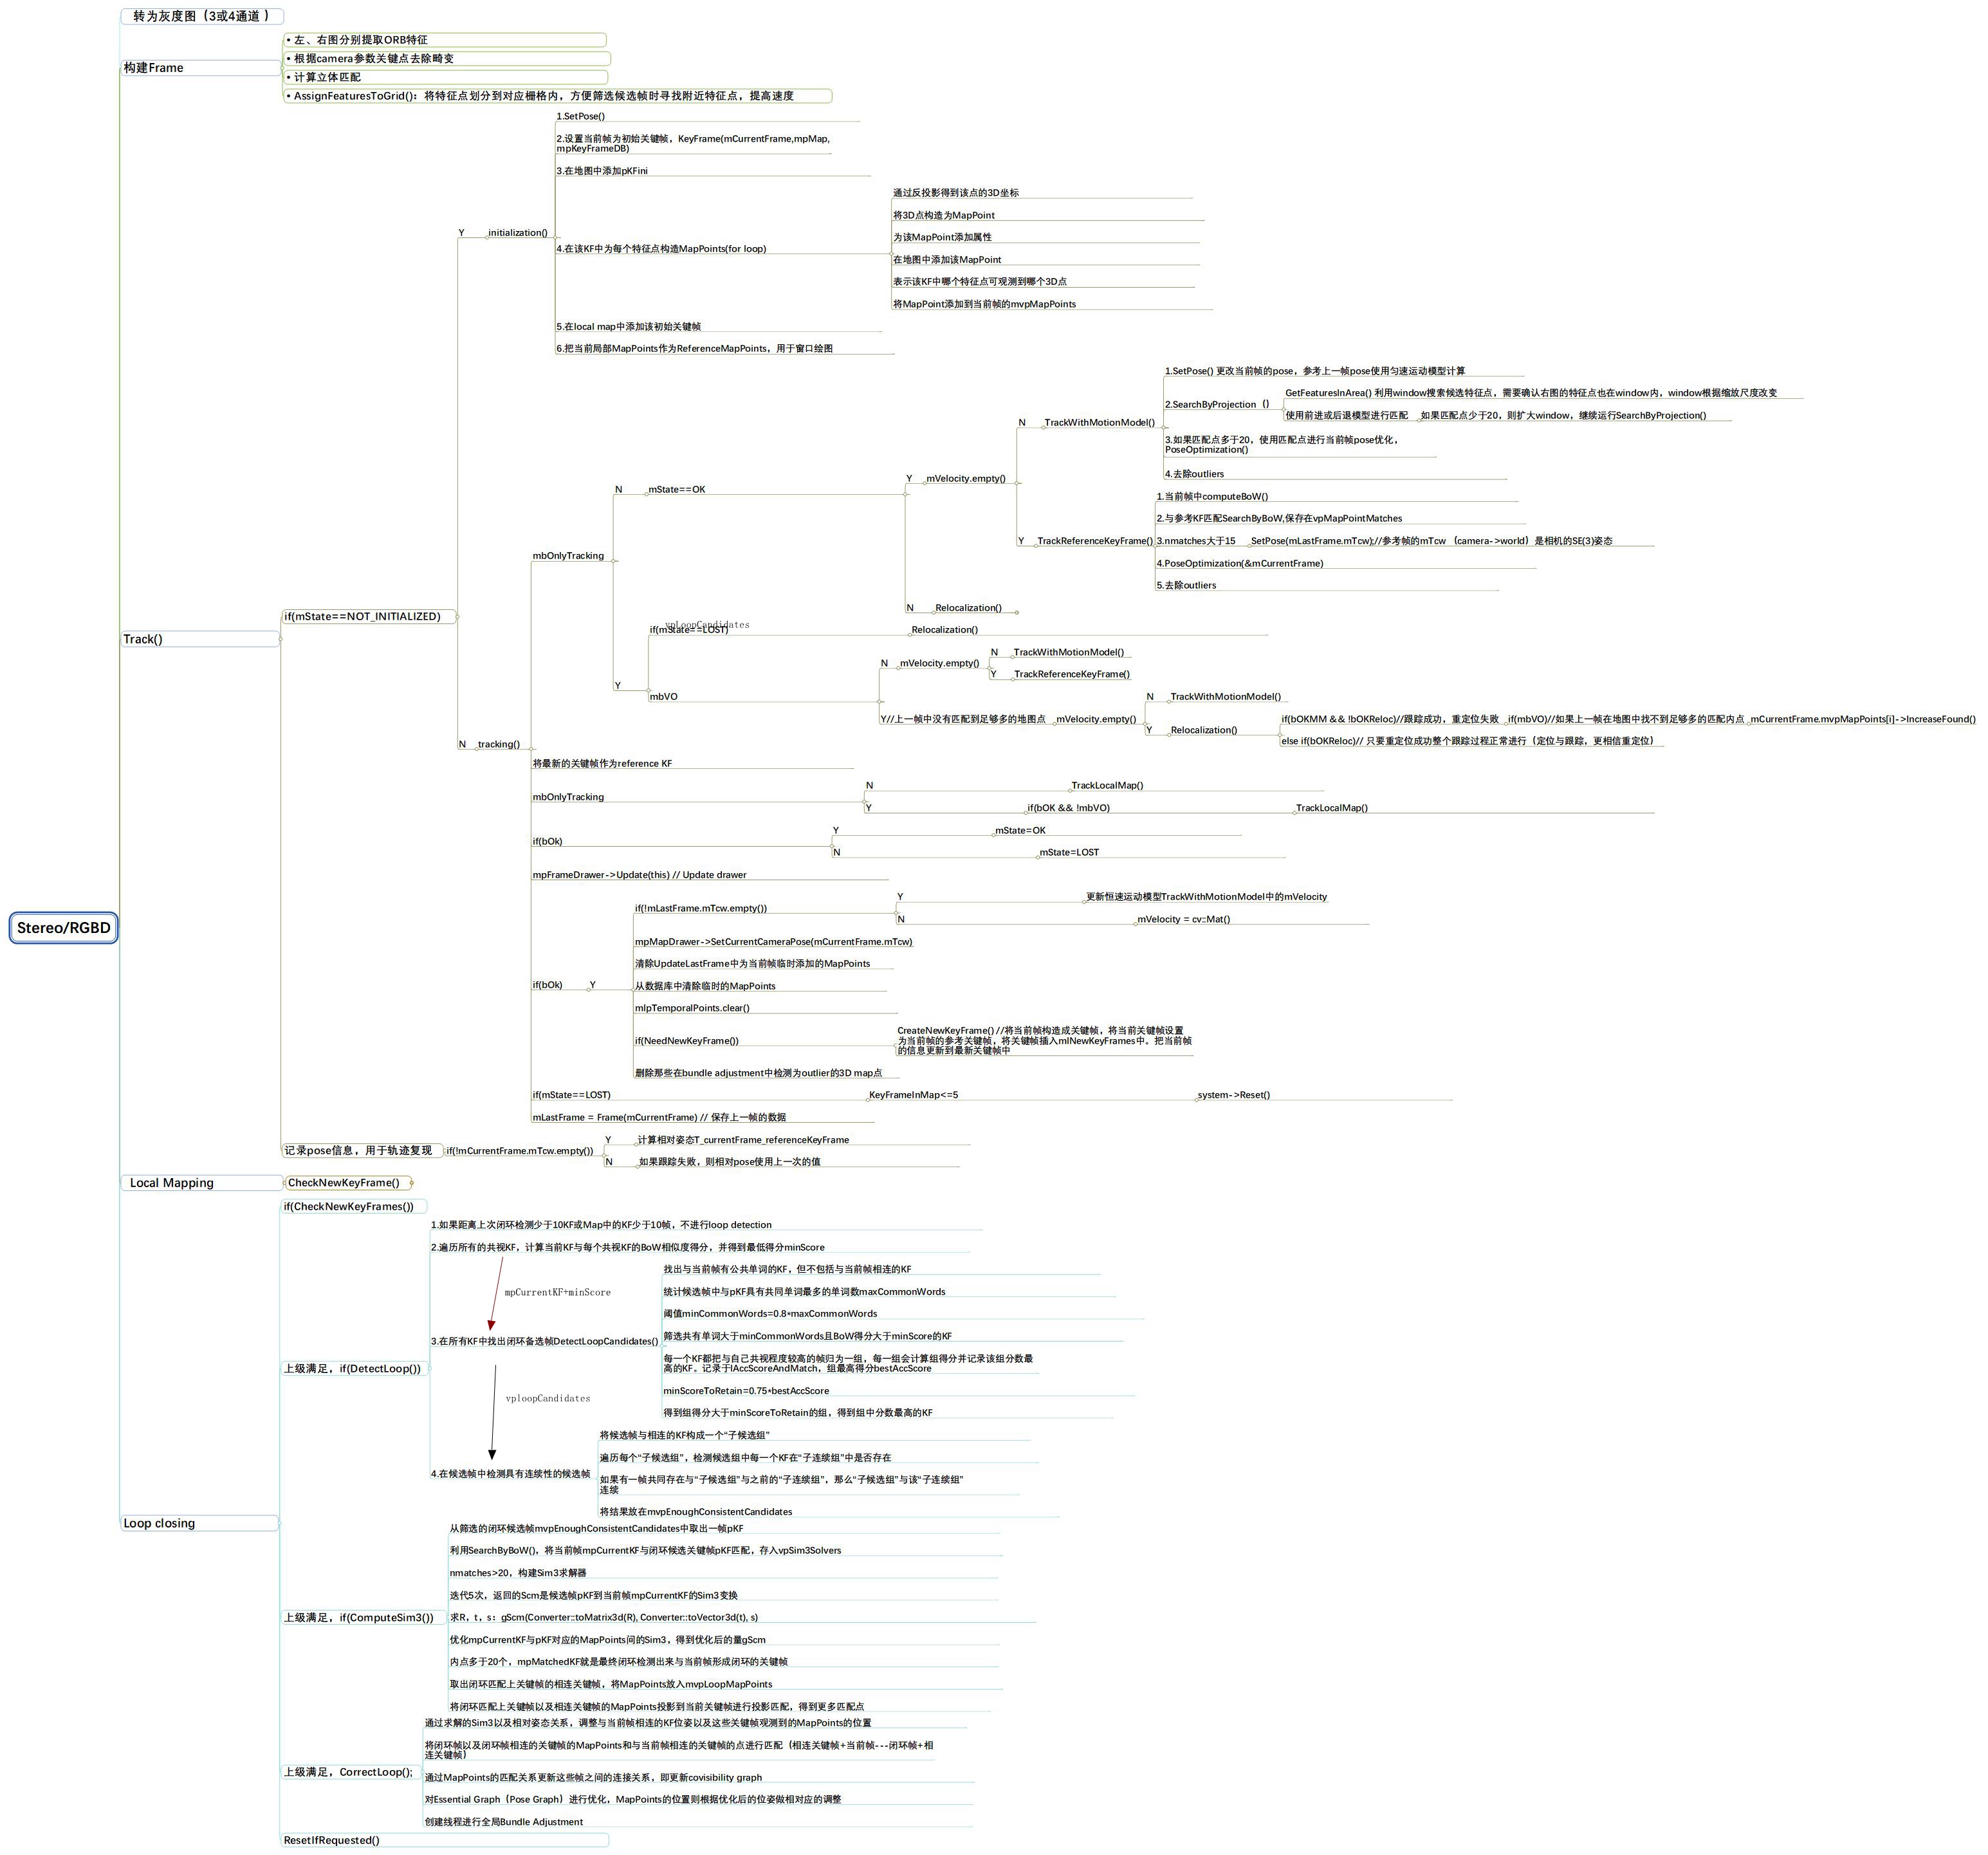 转为灰度图（3或4通道 ）
• 左、右图分别提取ORB特征
• 根据camera参数关键点去除畸变
构建Frame
• 计算立体匹配
• AssignFeaturesToGrid()：将特征点划分到对应栅格内，方便筛选候选帧时寻找附近特征点，提高速度
1.SetPose()
2.设置当前帧为初始关键帧，KeyFrame(mCurrentFrame,mpMap,
mpKeyFrameDB)
3.在地图中添加pKFini
通过反投影得到该点的3D坐标
将3D点构造为MapPoint
Y
initialization()
为该MapPoint添加属性
4.在该KF中为每个特征点构造MapPoints(for loop)
在地图中添加该MapPoint
表示该KF中哪个特征点可观测到哪个3D点
将MapPoint添加到当前帧的mvpMapPoints
5.在local map中添加该初始关键帧
6.把当前局部MapPoints作为ReferenceMapPoints，用于窗口绘图
1.SetPose() 更改当前帧的pose，参考上一帧pose使用匀速运动模型计算
GetFeaturesInArea() 利用window搜索候选特征点，需要确认右图的特征点也在window内，window根据缩放尺度改变
2.SearchByProjection（）
使用前进或后退模型进行匹配
如果匹配点少于20，则扩大window，继续运行SearchByProjection()
N
TrackWithMotionModel()
3.如果匹配点多于20，使用匹配点进行当前帧pose优化，
PoseOptimization()
4.去除outliers
Y
mVelocity.empty()
N
mState==OK
1.当前帧中computeBoW()
2.与参考KF匹配SearchByBoW,保存在vpMapPointMatches
Y
TrackReferenceKeyFrame()
3.nmatches大于15
SetPose(mLastFrame.mTcw);//参考帧的mTcw （camera->world）是相机的SE(3)姿态
mbOnlyTracking
4.PoseOptimization(&mCurrentFrame)
5.去除outliers
N
Relocalization()
if(mState==NOT_INITIALIZED)
vpLoopCandidates
if(mState==LOST)
Relocalization()
Track()
N
TrackWithMotionModel()
N
mVelocity.empty()
Y
TrackReferenceKeyFrame()
Y
mbVO
N
TrackWithMotionModel()
Y//上一帧中没有匹配到足够多的地图点
mVelocity.empty()
if(bOKMM && !bOKReloc)//跟踪成功，重定位失败
if(mbVO)//如果上一帧在地图中找不到足够多的匹配内点
mCurrentFrame.mvpMapPoints[i]->IncreaseFound()
Y
Relocalization()
else if(bOKReloc)// 只要重定位成功整个跟踪过程正常进行（定位与跟踪，更相信重定位）
N
tracking()
将最新的关键帧作为reference KF
N
TrackLocalMap()
mbOnlyTracking
Y
if(bOK && !mbVO)
TrackLocalMap()
Y
mState=OK
if(bOk)
N
mState=LOST
mpFrameDrawer->Update(this) // Update drawer
Y
更新恒速运动模型TrackWithMotionModel中的mVelocity
if(!mLastFrame.mTcw.empty())
N
mVelocity = cv::Mat()
Stereo/RGBD
mpMapDrawer->SetCurrentCameraPose(mCurrentFrame.mTcw)
清除UpdateLastFrame中为当前帧临时添加的MapPoints
if(bOk)
Y
从数据库中清除临时的MapPoints
mlpTemporalPoints.clear()
CreateNewKeyFrame() //将当前帧构造成关键帧，将当前关键帧设置
if(NeedNewKeyFrame())
为当前帧的参考关键帧，将关键帧插入mlNewKeyFrames中。把当前帧
的信息更新到最新关键帧中
删除那些在bundle adjustment中检测为outlier的3D map点
if(mState==LOST)
KeyFrameInMap<=5
system->Reset()
mLastFrame = Frame(mCurrentFrame) // 保存上一帧的数据
记录pose信息，用于轨迹复现
if(!mCurrentFrame.mTcw.empty())
Y
计算相对姿态T_currentFrame_referenceKeyFrame
N
如果跟踪失败，则相对pose使用上一次的值
Local Mapping
CheckNewKeyFrame()
if(CheckNewKeyFrames())
1.如果距离上次闭环检测少于10KF或Map中的KF少于10帧，不进行loop detection
2.遍历所有的共视KF，计算当前KF与每个共视KF的BoW相似度得分，并得到最低得分minScore
找出与当前帧有公共单词的KF，但不包括与当前帧相连的KF
mpCurrentKF+minScore
统计候选帧中与pKF具有共同单词最多的单词数maxCommonWords
阈值minCommonWords=0.8*maxCommonWords
3.在所有KF中找出闭环备选帧DetectLoopCandidates()
筛选共有单词大于minCommonWords且BoW得分大于minScore的KF
上级满足，if(DetectLoop())
每一个KF都把与自己共视程度较高的帧归为一组，每一组会计算组得分并记录该组分数最
高的KF。记录于lAccScoreAndMatch，组最高得分bestAccScore
minScoreToRetain=0.75*bestAccScore
vploopCandidates
得到组得分大于minScoreToRetain的组，得到组中分数最高的KF
将候选帧与相连的KF构成一个“子候选组”
遍历每个“子候选组”，检测候选组中每一个KF在“子连续组”中是否存在
4.在候选帧中检测具有连续性的候选帧
如果有一帧共同存在与“子候选组”与之前的“子连续组”，那么“子候选组”与该“子连续组”
连续
将结果放在mvpEnoughConsistentCandidates
Loop closing
从筛选的闭环候选帧mvpEnoughConsistentCandidates中取出一帧pKF
利用SearchByBoW()，将当前帧mpCurrentKF与闭环候选关键帧pKF匹配，存入vpSim3Solvers
nmatches>20，构建Sim3求解器
迭代5次，返回的Scm是候选帧pKF到当前帧mpCurrentKF的Sim3变换
上级满足，if(ComputeSim3())
求R，t，s：gScm(Converter::toMatrix3d(R), Converter::toVector3d(t), s)
优化mpCurrentKF与pKF对应的MapPoints间的Sim3，得到优化后的量gScm
内点多于20个，mpMatchedKF就是最终闭环检测出来与当前帧形成闭环的关键帧
取出闭环匹配上关键帧的相连关键帧，将MapPoints放入mvpLoopMapPoints
将闭环匹配上关键帧以及相连关键帧的MapPoints投影到当前关键帧进行投影匹配，得到更多匹配点
通过求解的Sim3以及相对姿态关系，调整与当前帧相连的KF位姿以及这些关键帧观测到的MapPoints的位置
将闭环帧以及闭环帧相连的关键帧的MapPoints和与当前帧相连的关键帧的点进行匹配（相连关键帧+当前帧---闭环帧+相
连关键帧）
上级满足，CorrectLoop();
通过MapPoints的匹配关系更新这些帧之间的连接关系，即更新covisibility graph
对Essential Graph（Pose Graph）进行优化，MapPoints的位置则根据优化后的位姿做相对应的调整
创建线程进行全局Bundle Adjustment
ResetIfRequested()